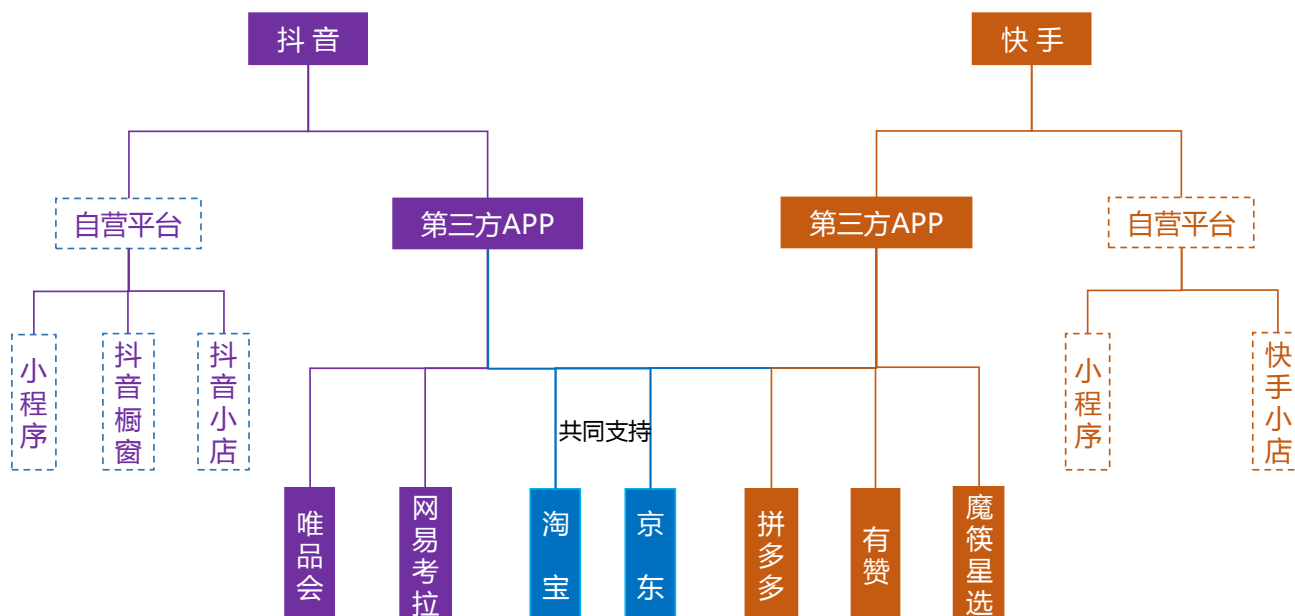 抖 音
快 手
自营平台
第三方APP
第三方APP
自营平台
小程序
抖音橱窗
抖音小店
小程序
快手小店
共同支持
唯品会
网易考拉
淘宝
京东
拼多多
有赞
魔筷星选